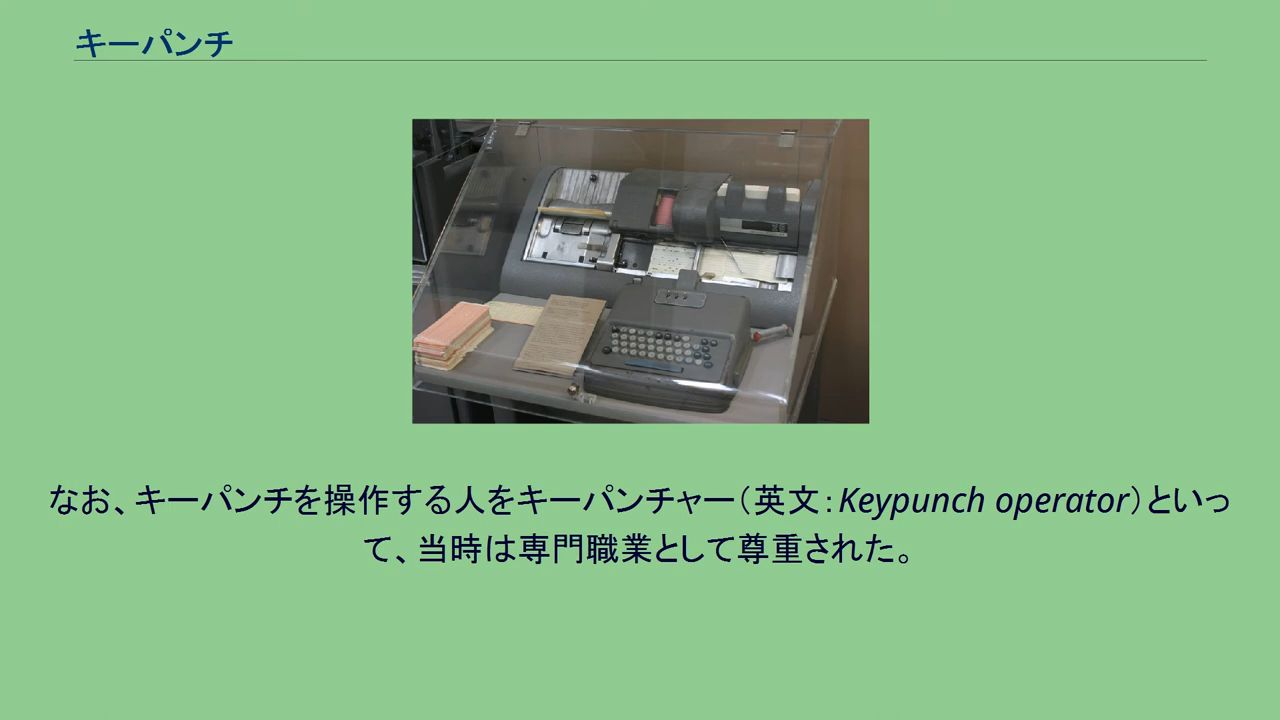 キーパンチ
なお、キーパンチを操作する人をキーパンチャー（英文：Keypunch operator）といっ
て、当時は専門職業として尊重された。